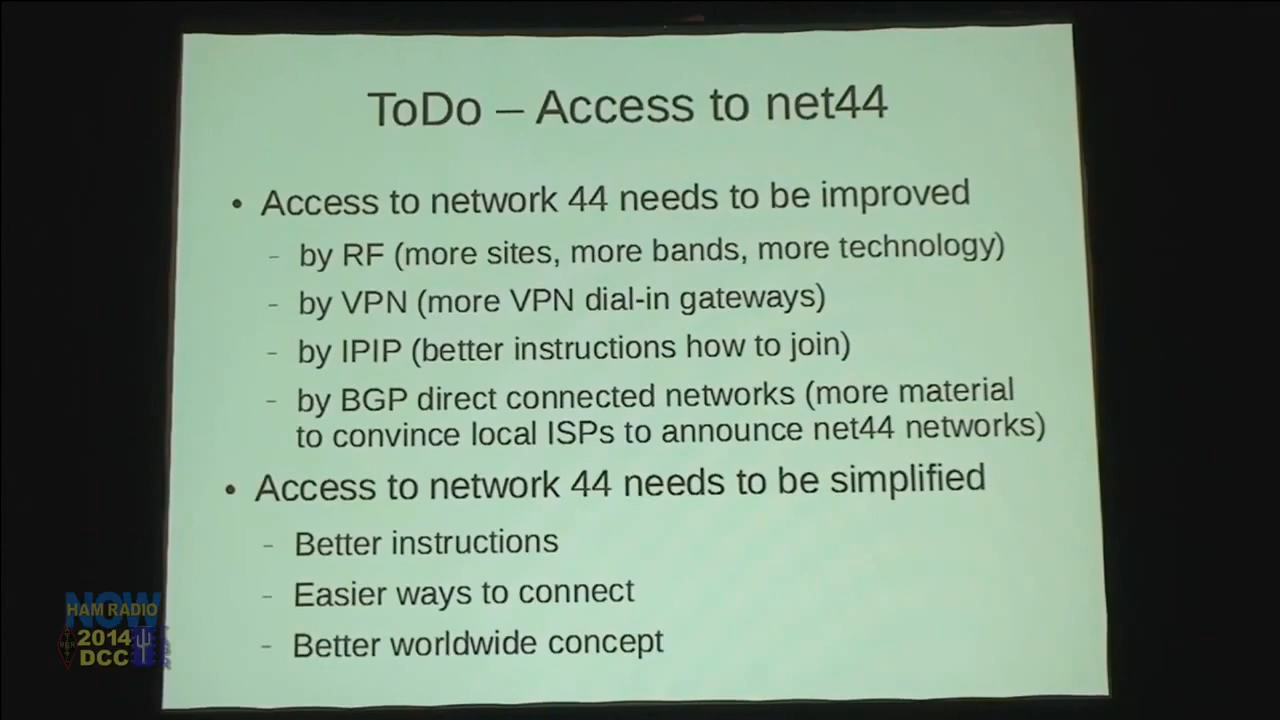 ToDo – Access to net44
• Access to network 44 needs to be improved
– by RF (more sites, more bands, more technology)
– by VPN (more VPN dial-in gateways)
– by IPIP (better instructions how to join)
– by BGP direct connected networks (more material
to convince local ISPs to announce net44 networks)
• Access to network 44 needs to be simplified
– Better instructions
– Easier ways to connect
– Better worldwide concept
NOW
HAM RADIO
2014
DCC